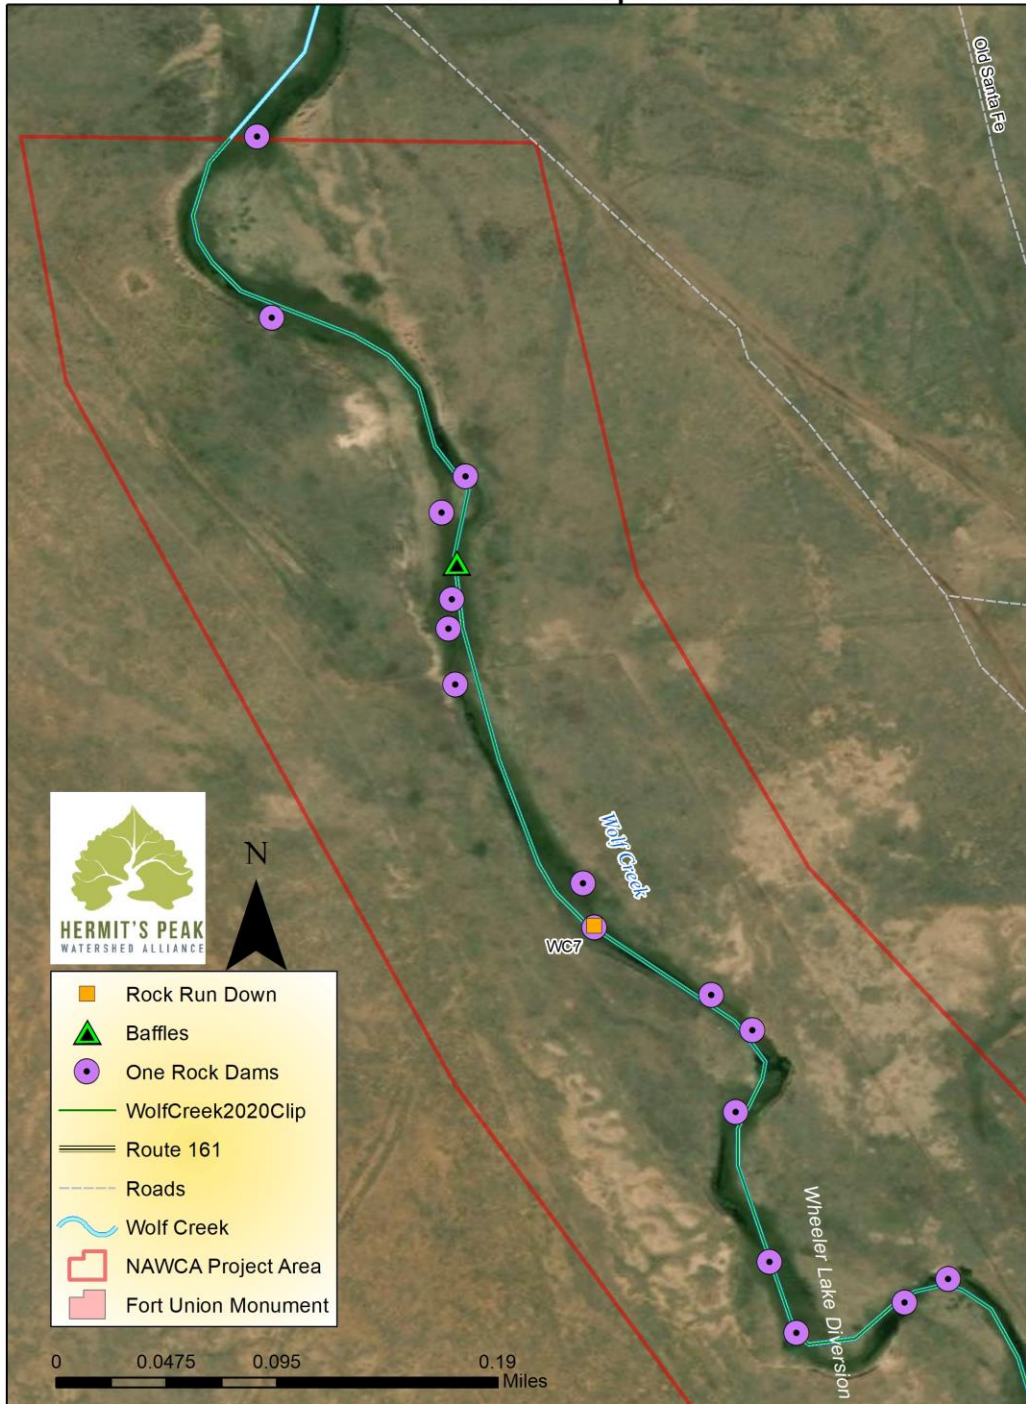 Old Santa Fe
Wolf Creek
WC7
Wheeler Lake Diversion
HERMIT'S PEAK
WATERSHED ALLIANCE
N
Rock Run Down
Baffles
One Rock Dams
WolfCreek2020Clip
Route 161
Roads
Wolf Creek
NAWCA Project Area
Fort Union Monument
0 0.0475 0.095 0.19
Miles